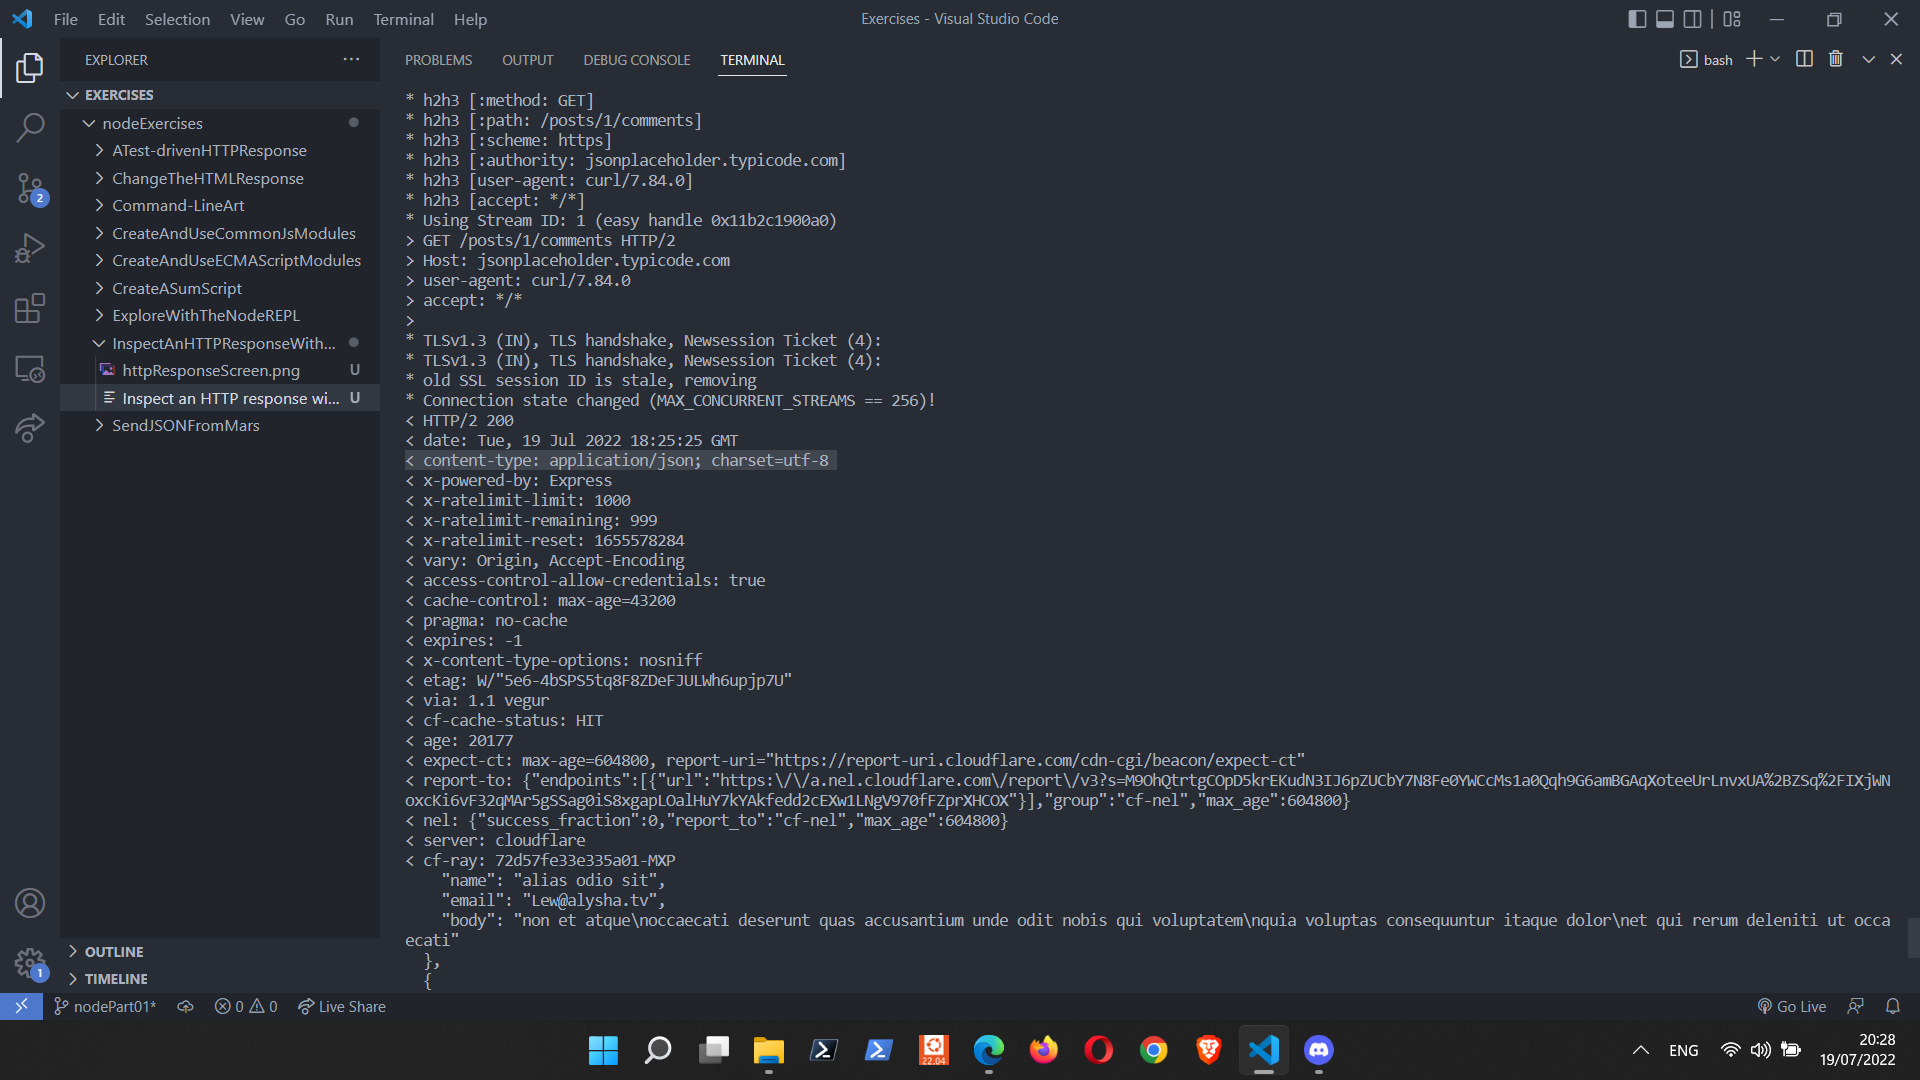 File Edit Selection View Go Run Terminal Help
Exercises - Visual Studio Code
EXPLORER
EXERCISES
nodeExercises
ATest-drivenHTTPResponse
ChangeTheHTMLResponse
Command-LineArt
CreateAndUseCommonJsModules
CreateAndUseECMAScriptModules
CreateASumScript
ExploreWithTheNodeREPL
InspectAnHTTPResponseWith...
httpResponseScreen.png U
Inspect an HTTP response wi... U
SendJSONFromMars
OUTLINE
TIMELINE
2
1
PROBLEMS OUTPUT DEBUG CONSOLE TERMINAL
bash
* h2h3 [:method: GET]
* h2h3 [:path: /posts/1/comments]
* h2h3 [:scheme: https]
* h2h3 [:authority: jsonplaceholder.typicode.com]
* h2h3 [user-agent: curl/7.84.0]
* h2h3 [accept: */*]
* Using Stream ID: 1 (easy handle 0x11b2c1900a0)
> GET /posts/1/comments HTTP/2
> Host: jsonplaceholder.typicode.com
> user-agent: curl/7.84.0
> accept: */*
>
* TLSv1.3 (IN), TLS handshake, Newsession Ticket (4):
* TLSv1.3 (IN), TLS handshake, Newsession Ticket (4):
* old SSL session ID is stale, removing
* Connection state changed (MAX_CONCURRENT_STREAMS == 256)!
< HTTP/2 200
< date: Tue, 19 Jul 2022 18:25:25 GMT
< content-type: application/json; charset=utf-8
< x-powered-by: Express
< x-ratelimit-limit: 1000
< x-ratelimit-remaining: 999
< x-ratelimit-reset: 1655578284
< vary: Origin, Accept-Encoding
< access-control-allow-credentials: true
< cache-control: max-age=43200
< pragma: no-cache
< expires: -1
< x-content-type-options: nosniff
< etag: W/"5e6-4bSPS5tq8F8ZDeFJULWh6upjp7U"
< via: 1.1 vegur
< cf-cache-status: HIT
< age: 20177
< expect-ct: max-age=604800, report-uri="https://report-uri.cloudflare.com/cdn-cgi/beacon/expect-ct"
< report-to: {"endpoints":[{"url":"https:\/\/a.nel.cloudflare.com\/report\/v3?s=M9OhQtrtgCOpD5krEKudN3IJ6pZUCbY7N8Fe0YWCcMs1a0Qqh9G6amBGAqXoteeUrLnvxUA%2BZSq%2FIXjWN
oxcKi6vF32qMAr5gSSag0iS8xgapLOalHuY7kYAkfedd2cEXw1LNgV970fFZprXHCOX"}],"group":"cf-nel","max_age":604800}
< nel: {"success_fraction":0,"report_to":"cf-nel","max_age":604800}
< server: cloudflare
< cf-ray: 72d57fe33e335a01-MXP
"name": "alias odio sit",
"email": "Lew@alysha.tv",
"body": "non et atque\noccaecati deserunt quas accusantium unde odit nobis qui voluptatem\nquia voluptas consequuntur itaque dolor\net qui rerum deleniti ut occa
ecati"
},
{
nodePart01* 0 0 Live Share
Go Live
22.04
ENG
20:28
19/07/2022